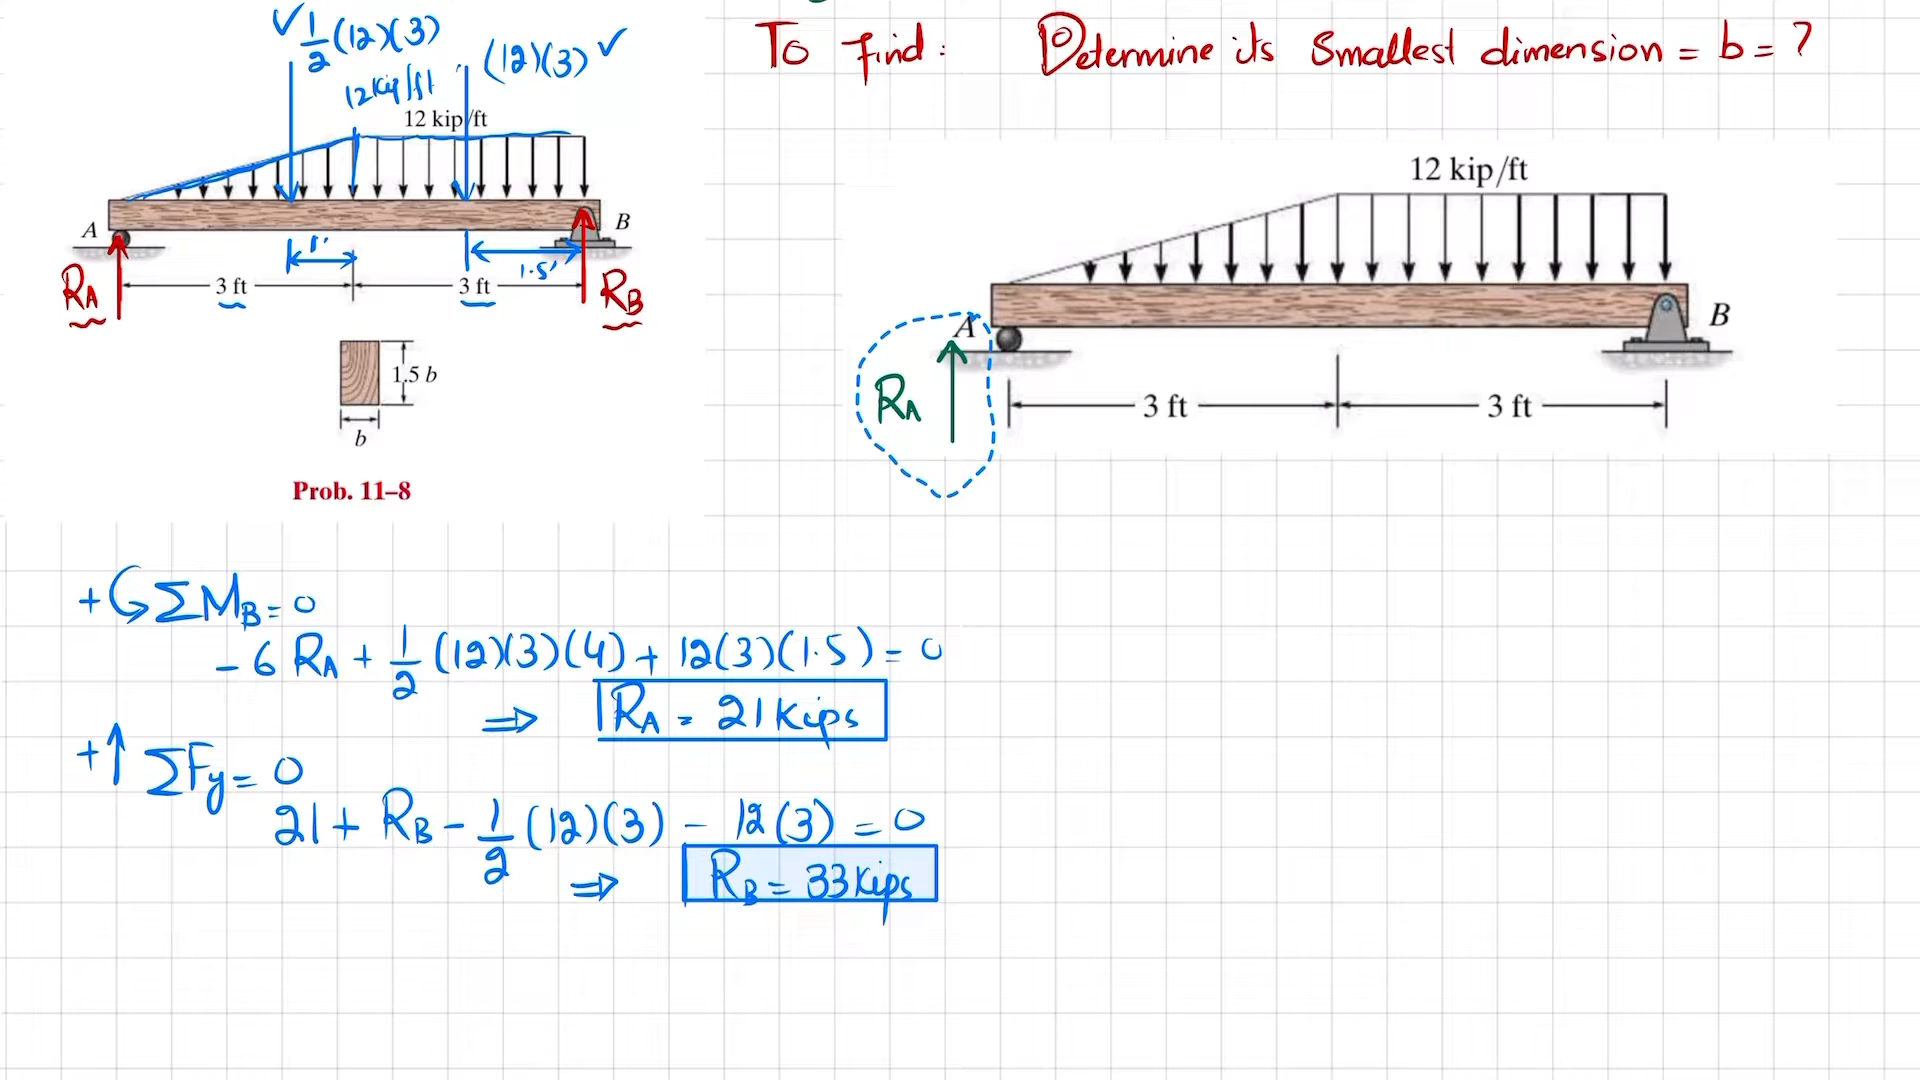 ✓ 1/2 (12)(3)
(12)(3) ✓
12 kip/ft
12 kip/ft
A
B
1'
1.5'
RA
3 ft
3 ft
RB
1.5 b
b
Prob. 11–8
To find: Determine its Smallest dimension = b = ?
12 kip/ft
A
B
RA
3 ft
3 ft
+ ΣMB = 0
- 6 RA + 1/2 (12)(3)(4) + 12(3)(1.5) = 0
⇒ RA = 21 Kips
+↑ ΣFy = 0
21 + RB - 1/2 (12)(3) - 12(3) = 0
⇒ RB = 33 Kips